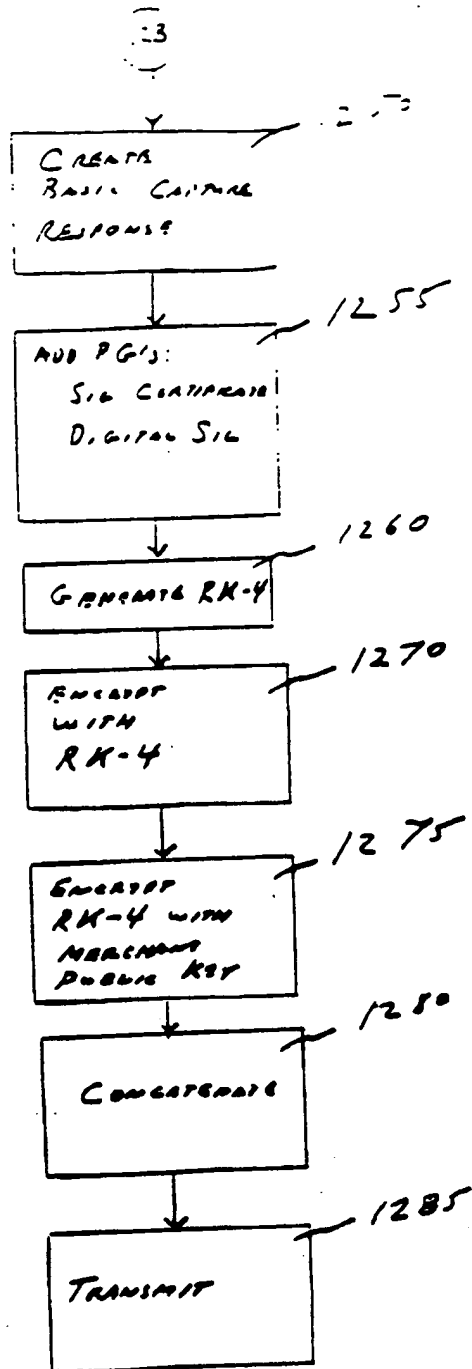 CREATE
BASIC CAPTURE
RESPONSE
1255
ADD PG'S:
SIG CERTIFICATE
DIGITAL SIG
1260
GENERATE RK-4
1270
ENCRYPT
WITH
RK-4
1275
ENCRYPT
RK-4 WITH
MERCHANT
PUBLIC KEY
1280
CONCATENATE
1285
TRANSMIT